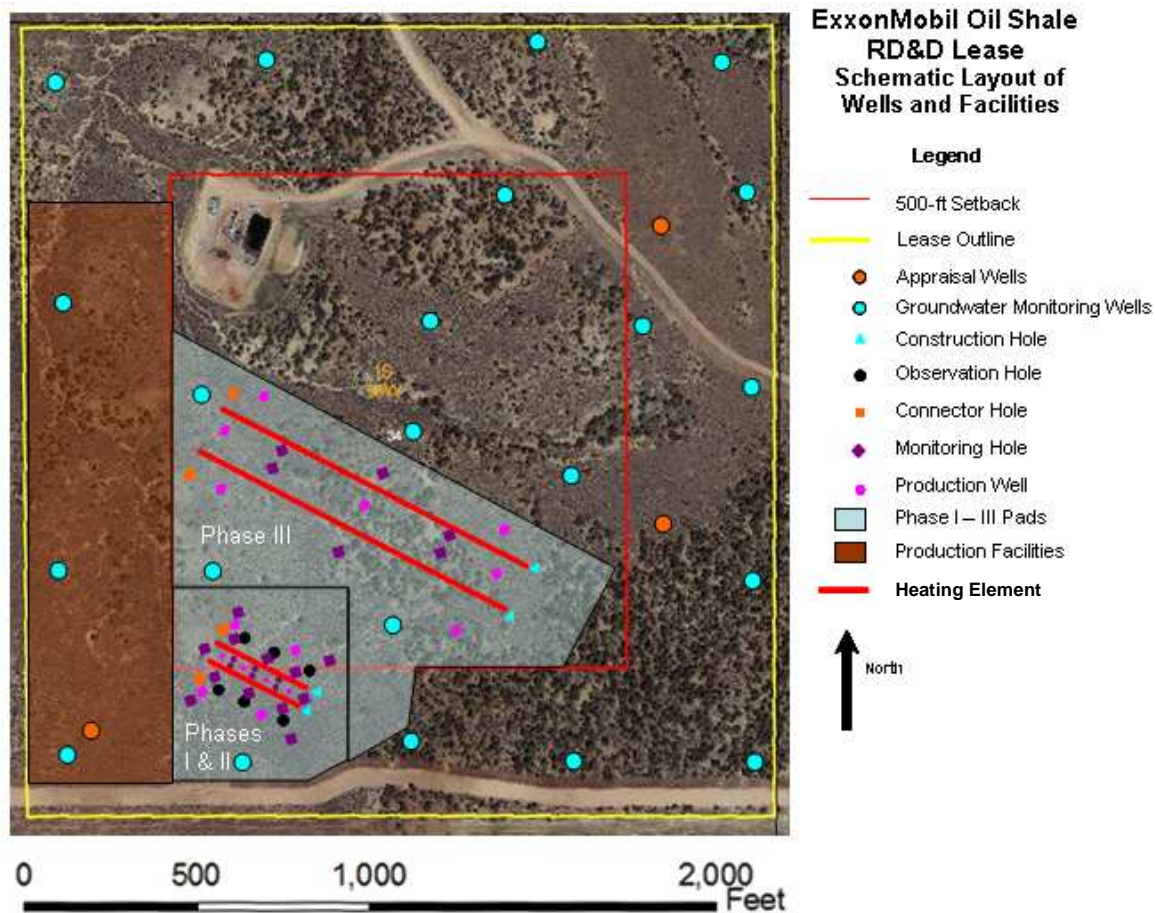 ExxonMobil Oil Shale
RD&D Lease
Schematic Layout of
Wells and Facilities
Legend
500-ft Setback
Lease Outline
Appraisal Wells
Groundwater Monitoring Wells
Construction Hole
Observation Hole
Connector Hole
Monitoring Hole
Production Well
Phase I – III Pads
Production Facilities
Heating Element
North
34
Phase III
Phases
I & II
0 500 1,000 2,000
Feet